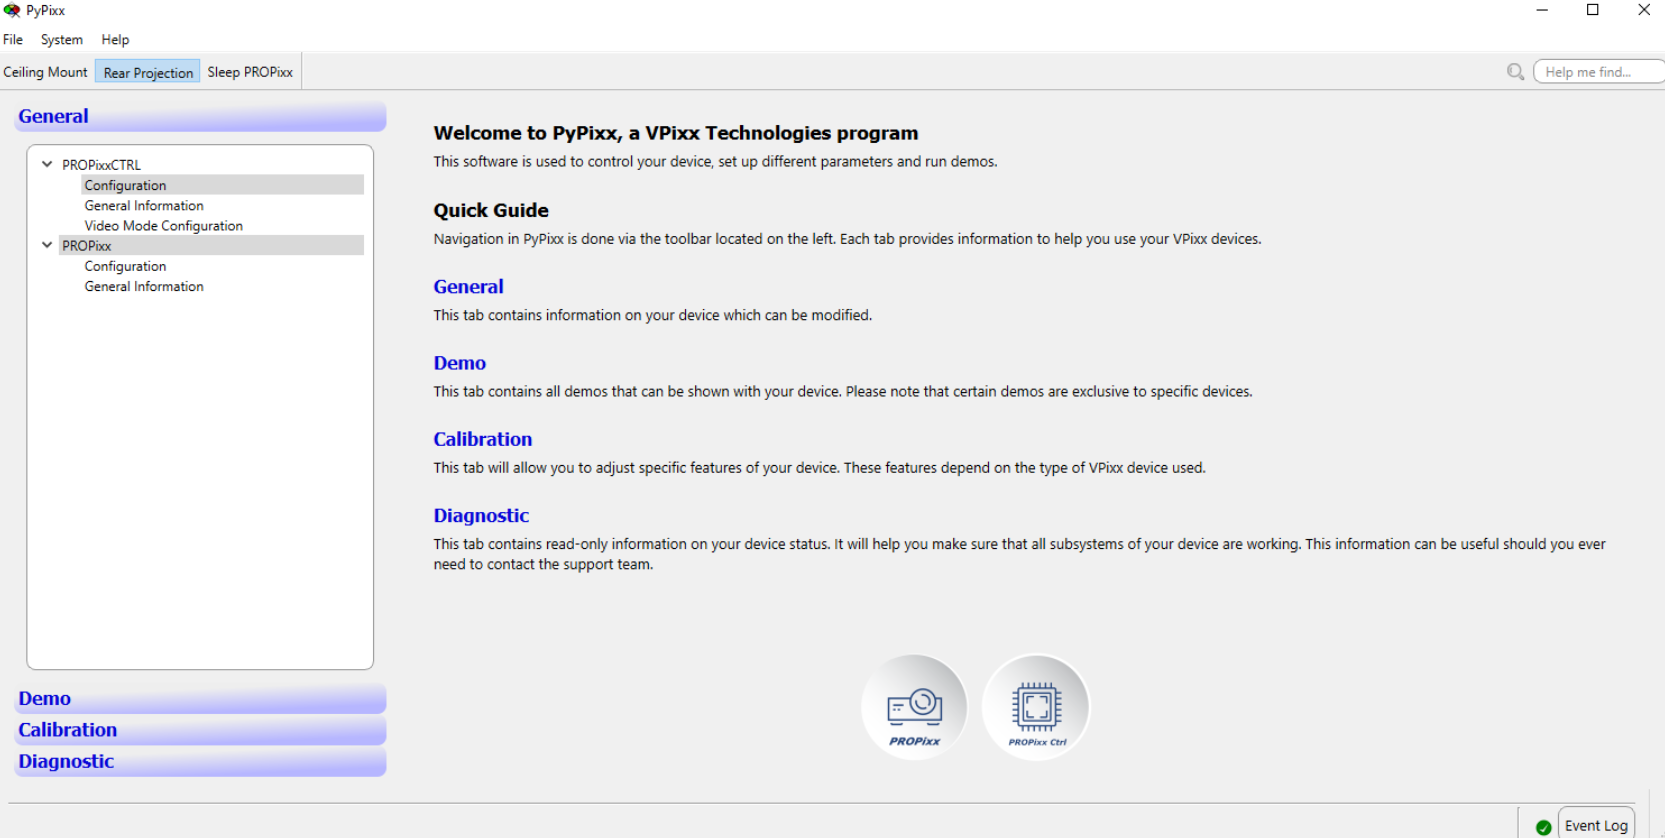 PyPixx
File System Help
Ceiling Mount Rear Projection Sleep PROPixx Help me find...
General
PROPixxCTRL
Configuration
General Information
Video Mode Configuration
PROPixx
Configuration
General Information
Demo
Calibration
Diagnostic
Welcome to PyPixx, a VPixx Technologies program
This software is used to control your device, set up different parameters and run demos.
Quick Guide
Navigation in PyPixx is done via the toolbar located on the left. Each tab provides information to help you use your VPixx devices.
General
This tab contains information on your device which can be modified.
Demo
This tab contains all demos that can be shown with your device. Please note that certain demos are exclusive to specific devices.
Calibration
This tab will allow you to adjust specific features of your device. These features depend on the type of VPixx device used.
Diagnostic
This tab contains read-only information on your device status. It will help you make sure that all subsystems of your device are working. This information can be useful should you ever
need to contact the support team.
PROPixx PROPixx Ctrl
Event Log